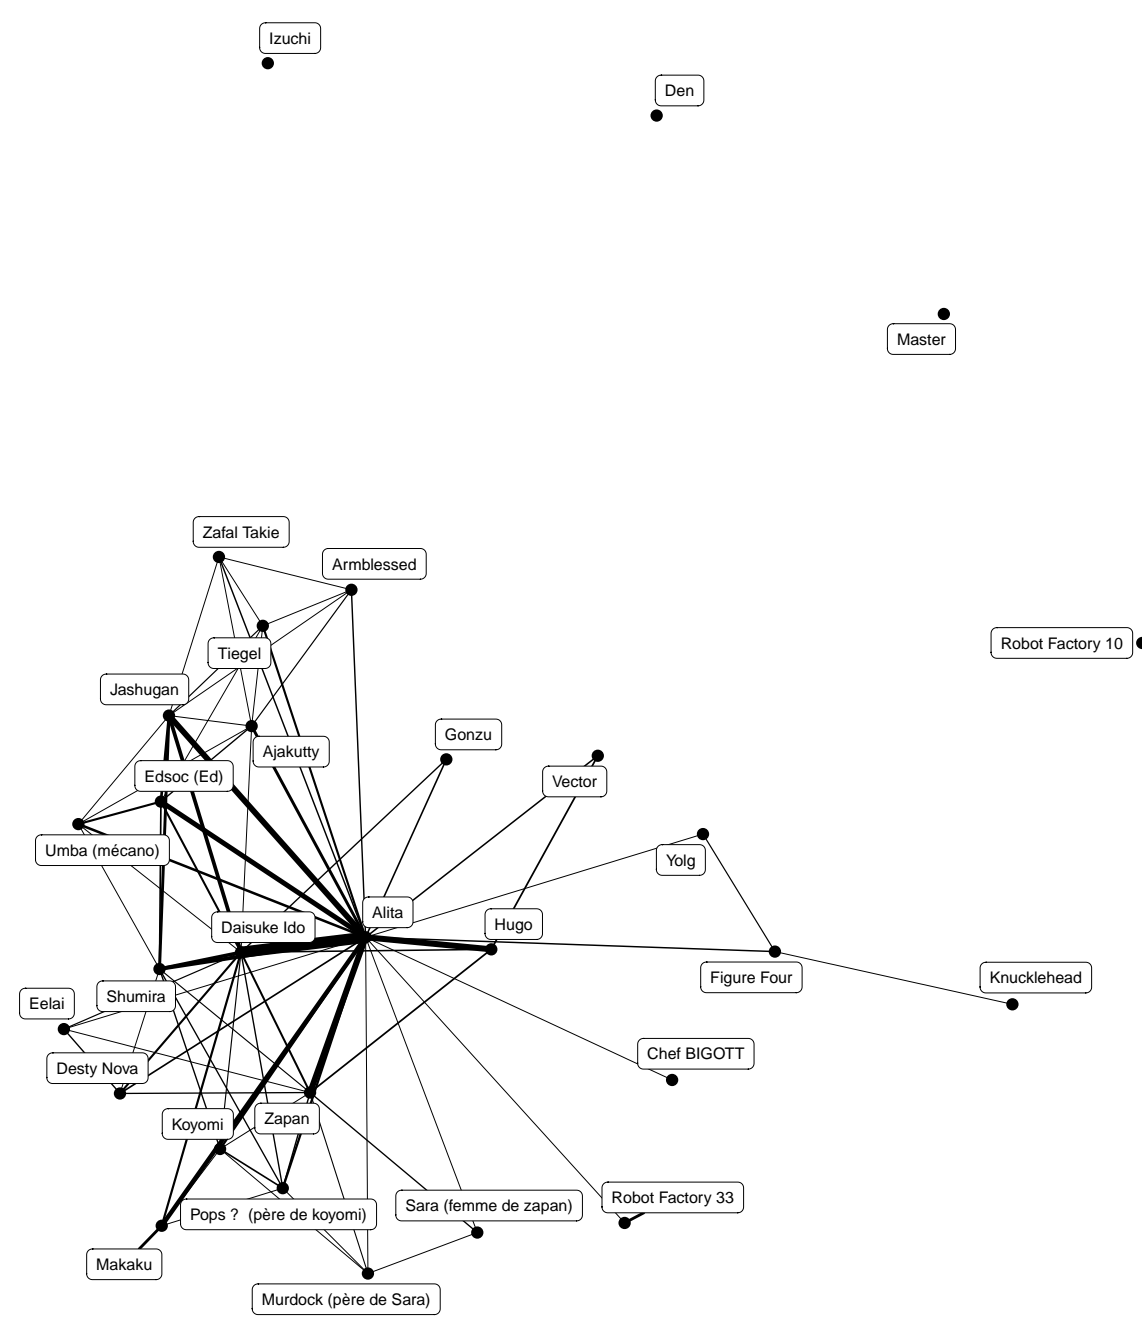 Izuchi
Den
Master
Zafal Takie
Armblessed
Robot Factory 10
Tiegel
Jashugan
Gonzu
Ajakutty
Edsoc (Ed)
Vector
Umba (mécano)
Yolg
Alita
Hugo
Daisuke Ido
Figure Four
Knucklehead
Shumira
Eelai
Chef BIGOTT
Desty Nova
Zapan
Koyomi
Robot Factory 33
Sara (femme de zapan)
Pops ? (père de koyomi)
Makaku
Murdock (père de Sara)